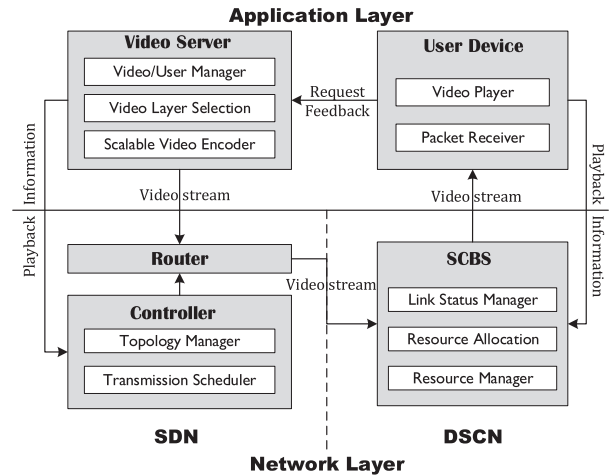 Application Layer
Video Server
Video/User Manager
Video Layer Selection
Scalable Video Encoder
Request
Feedback
User Device
Video Player
Packet Receiver
Playback Information
Video stream
Video stream
Playback Information
Router
Video stream
Controller
Topology Manager
Transmission Scheduler
SCBS
Link Status Manager
Resource Allocation
Resource Manager
SDN
DSCN
Network Layer